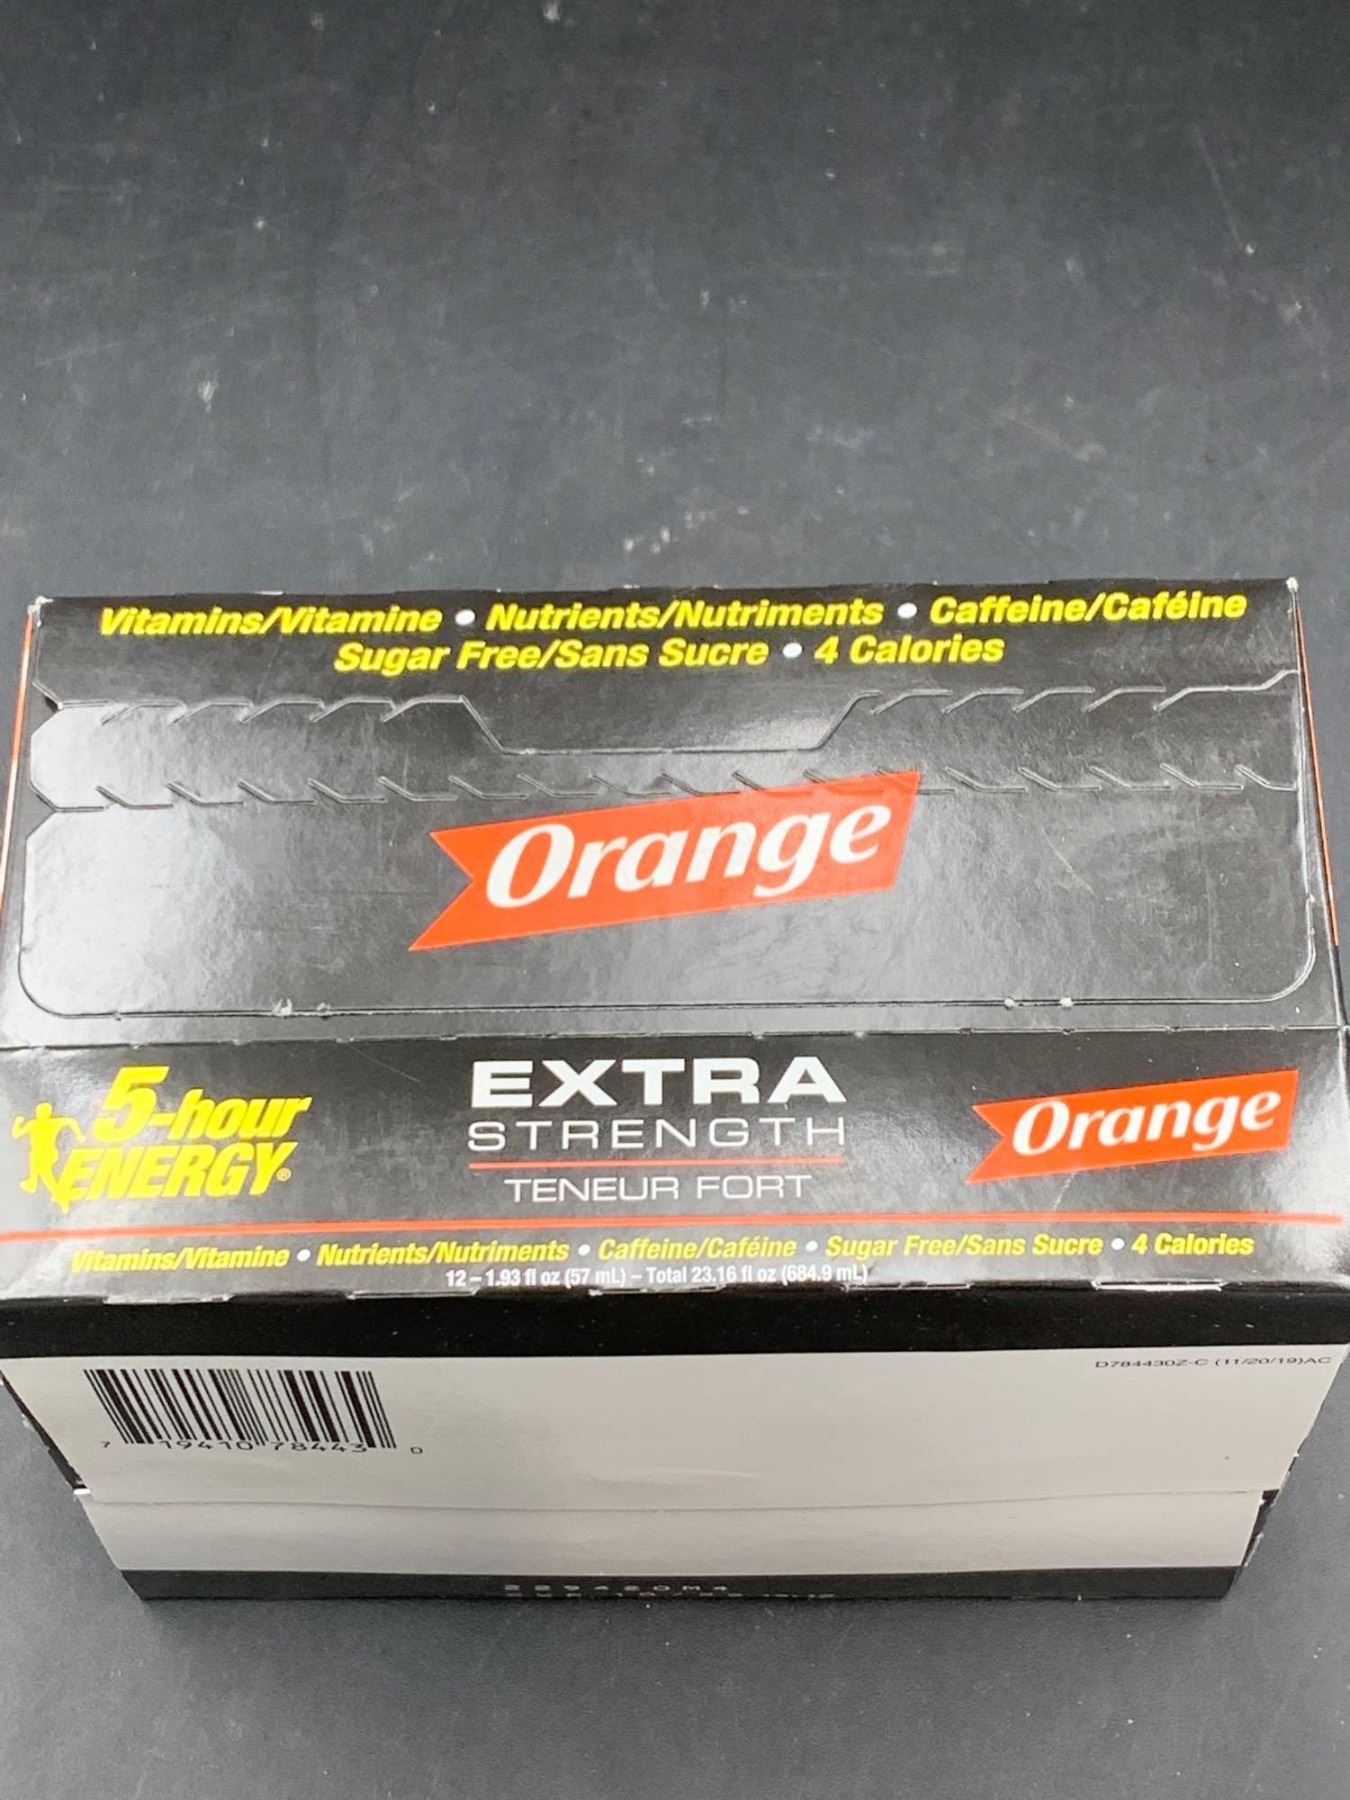 Vitamins/Vitamine • Nutrients/Nutriments • Caffeine/Caféine
Sugar Free/Sans Sucre • 4 Calories
Orange
5-hour
ENERGY®
EXTRA
STRENGTH
TENEUR FORT
Orange
Vitamins/Vitamine • Nutrients/Nutriments • Caffeine/Caféine • Sugar Free/Sans Sucre • 4 Calories
12 – 1.93 fl oz (57 mL) – Total 23.16 fl oz (684.9 mL)
D784430Z-C (11/20/19)AC
7 19410 78443 0